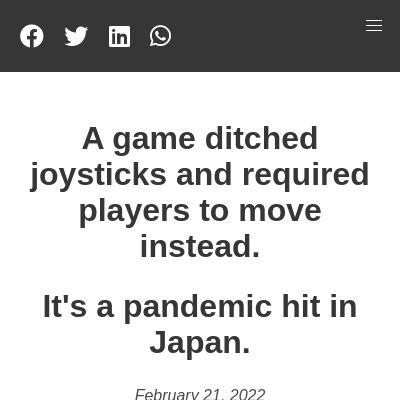 A game ditched
joysticks and required
players to move
instead.
It's a pandemic hit in
Japan.
February 21, 2022